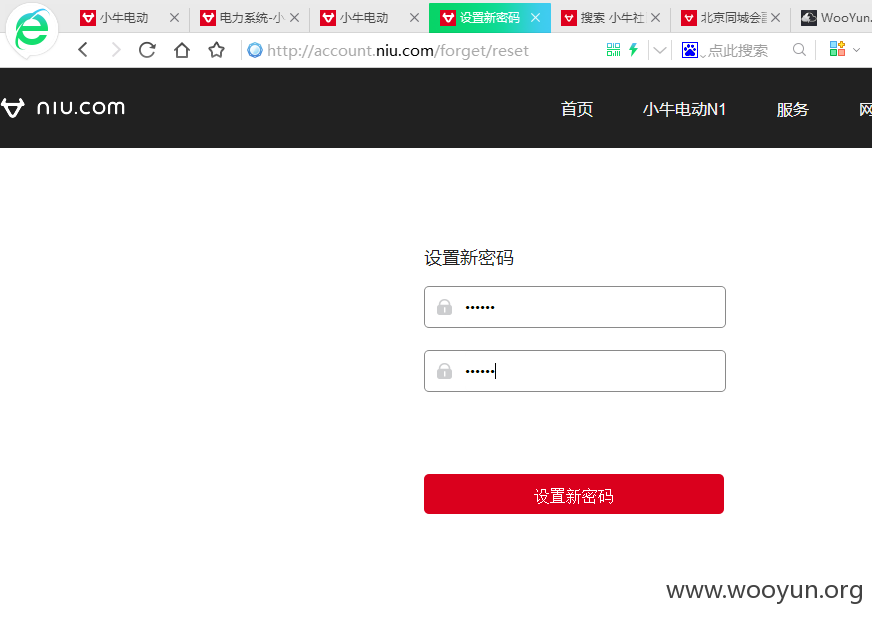 小牛电动
电力系统-小
小牛电动
设置新密码
搜索 小牛社
北京同城会
WooYun.
http://account.niu.com/forget/reset
点此搜索
niu.com
首页
小牛电动N1
服务
网
设置新密码
设置新密码
www.wooyun.org